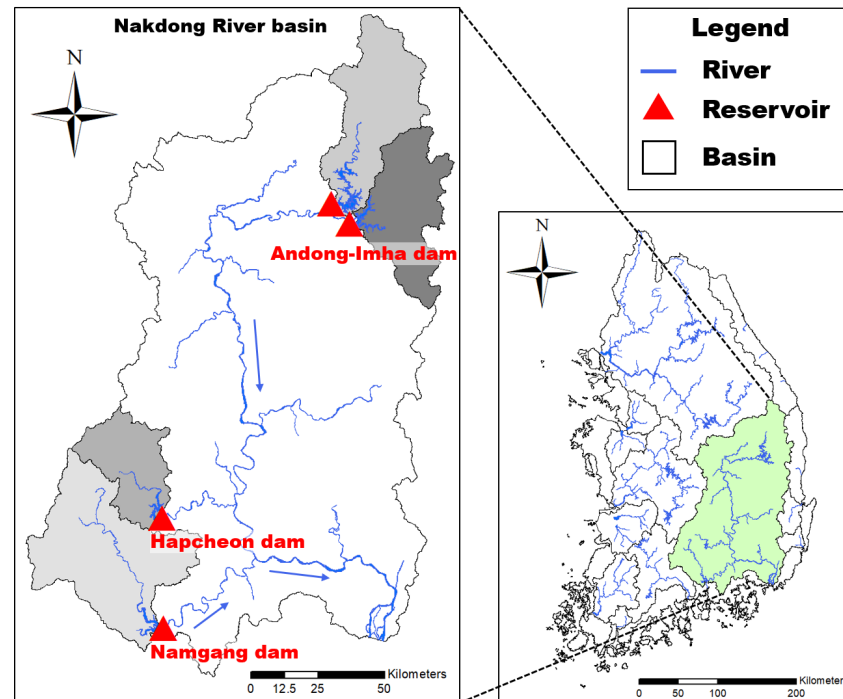 Nakdong River basin
N
Andong-Imha dam
Hapcheon dam
Namgang dam
Kilometers
0 12.5 25 50
Legend
River
Reservoir
Basin
N
Kilometers
0 50 100 200